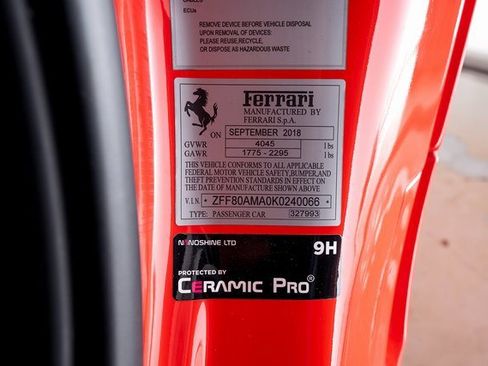 ECUs
REMOVE DEVICE BEFORE VEHICLE DISPOSAL
UPON REMOVAL OF DEVICES:
PLEASE REUSE,RECYCLE,
OR DISPOSE AS HAZARDOUS WASTE
Ferrari
MANUFACTURED BY
FERRARI S.p.A.
ON SEPTEMBER 2018
GVWR 4045 lbs
GAWR 1775 - 2295 lbs
THIS VEHICLE CONFORMS TO ALL APPLICABLE
FEDERAL MOTOR VEHICLE SAFETY,BUMPER,AND
THEFT PREVENTION STANDARDS IN EFFECT ON
THE DATE OF MANUFACTURE SHOWN ABOVE
V.I.N. * ZFF80AMA0K0240066 *
TYPE: PASSENGER CAR 327993
NANOSHINE LTD 9H
PROTECTED BY
CERAMIC PRO®